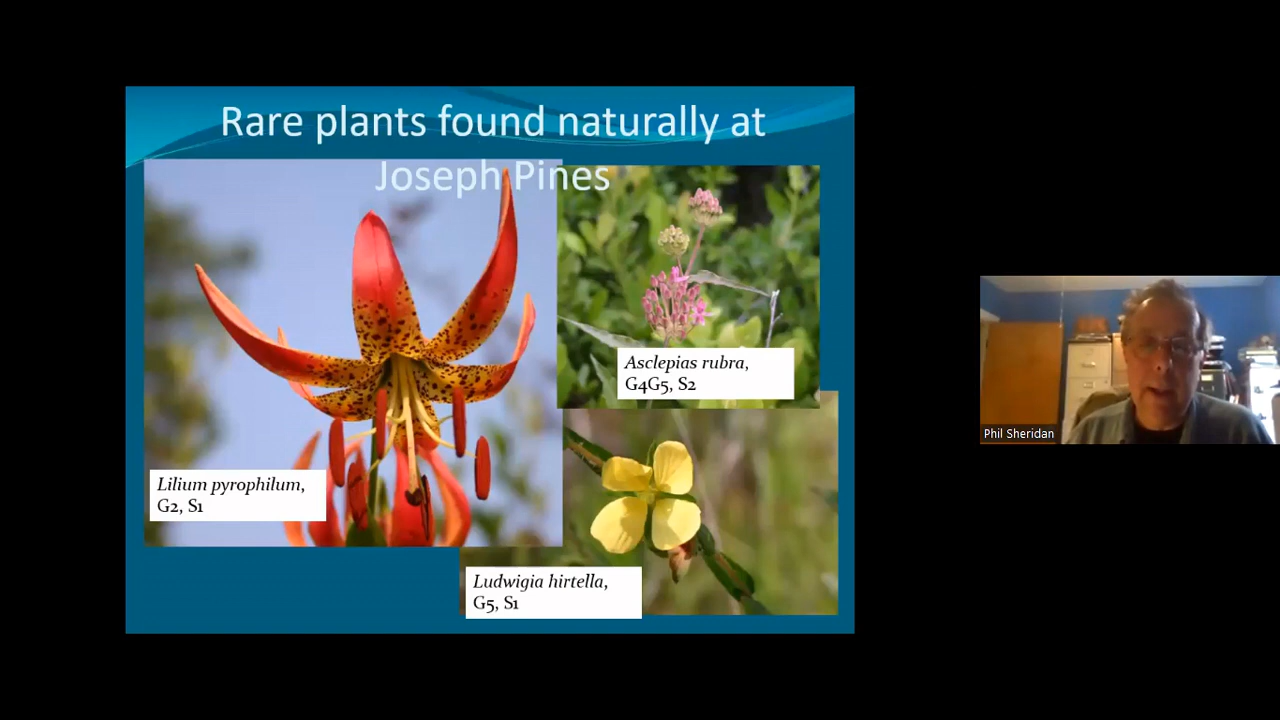 Rare plants found naturally at
Joseph Pines
Asclepias rubra,
G4G5, S2
Lilium pyrophilum,
G2, S1
Ludwigia hirtella,
G5, S1
Phil Sheridan